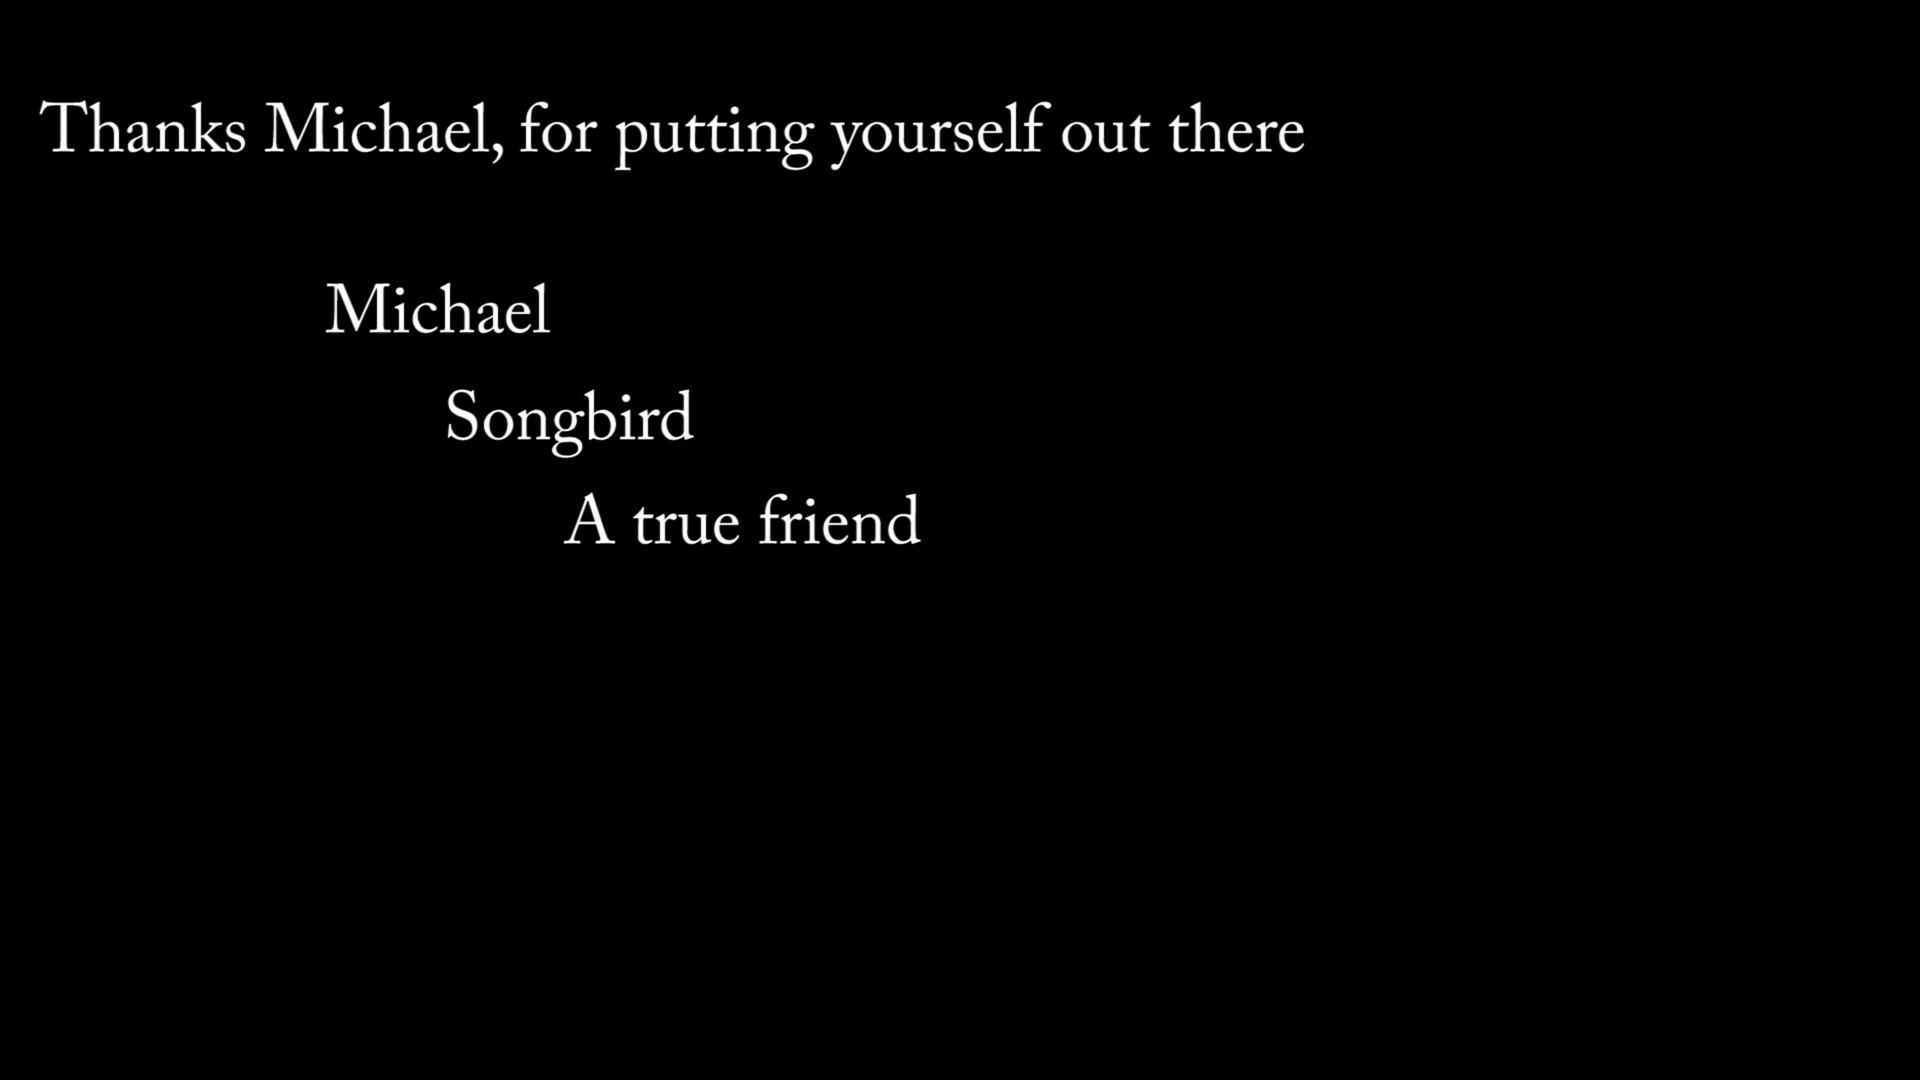 Thanks Michael, for putting yourself out there
Michael
Songbird
A true friend